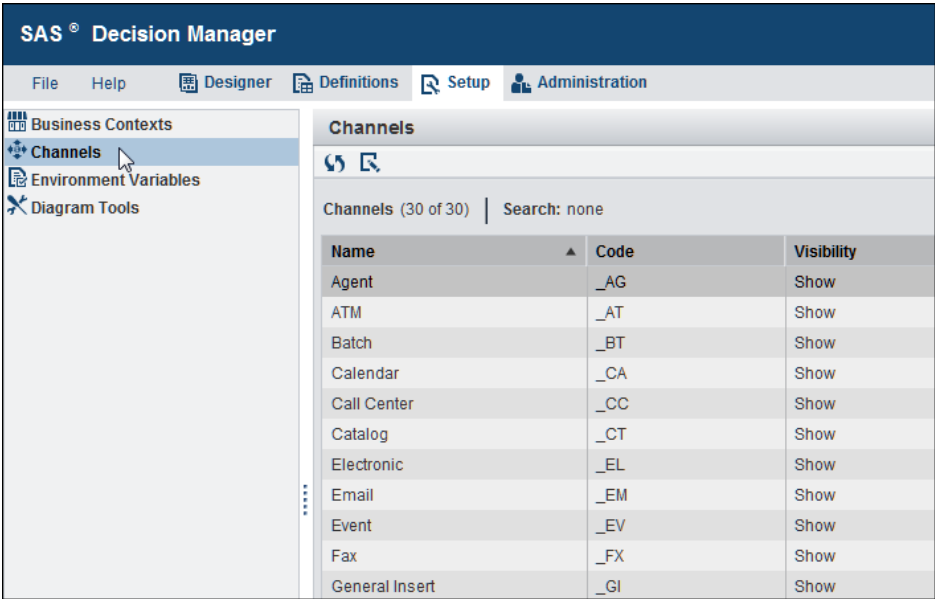 SAS ® Decision Manager
File Help Designer Definitions Setup Administration
Business Contexts
Channels
Environment Variables
Diagram Tools
Channels
Channels (30 of 30) | Search: none
Name Code Visibility
Agent _AG Show
ATM _AT Show
Batch _BT Show
Calendar _CA Show
Call Center _CC Show
Catalog _CT Show
Electronic _EL Show
Email _EM Show
Event _EV Show
Fax _FX Show
General Insert _GI Show